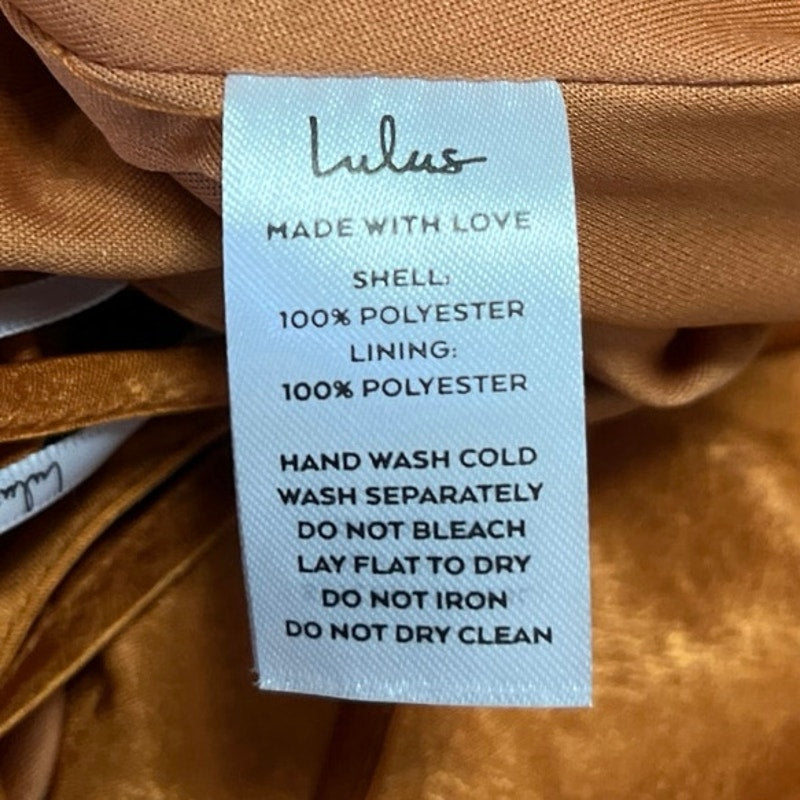 Lulus
MADE WITH LOVE
SHELL:
100% POLYESTER
LINING:
100% POLYESTER
HAND WASH COLD
WASH SEPARATELY
DO NOT BLEACH
LAY FLAT TO DRY
DO NOT IRON
DO NOT DRY CLEAN
Lulus